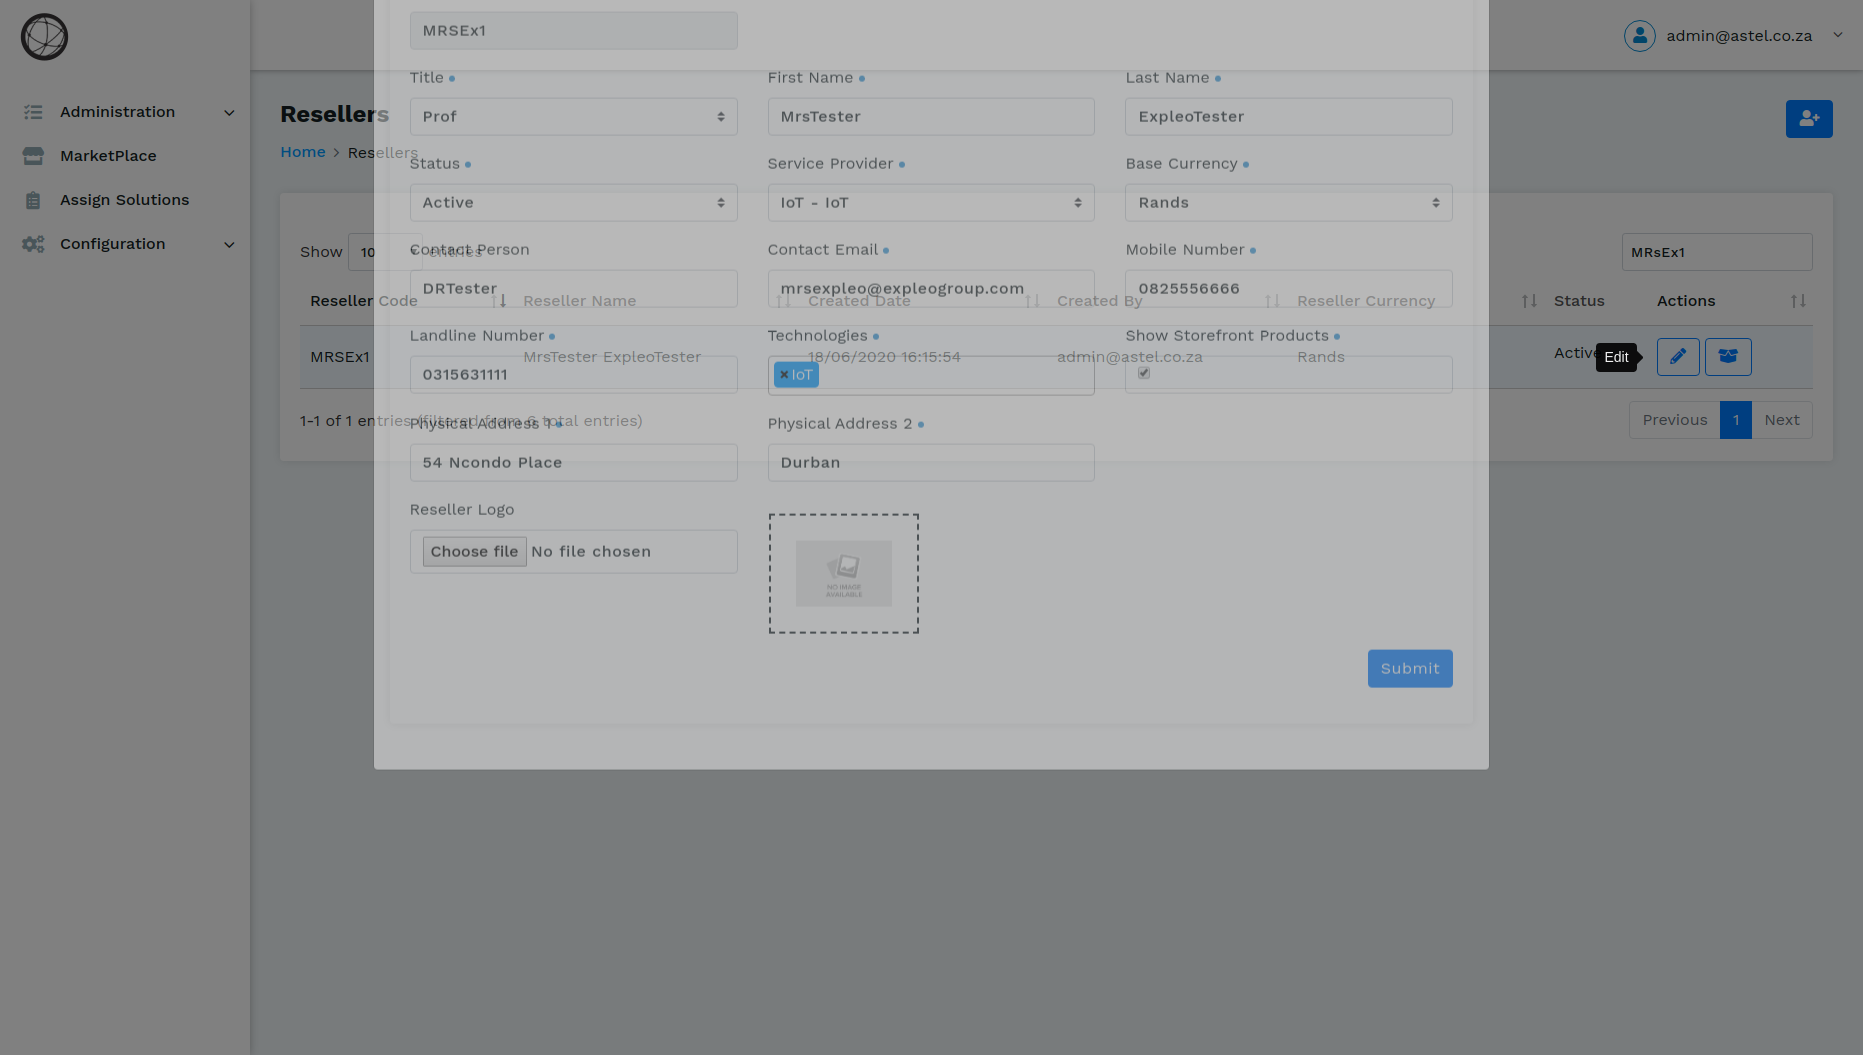 admin@astel.co.za
Administration
MarketPlace
Assign Solutions
Configuration
Resellers
Home > Resellers
Show 10 entries
MRsEx1
Reseller Code Reseller Name Created Date Created By Reseller Currency Status Actions
MRSEx1 MrsTester ExpleoTester 18/06/2020 16:15:54 admin@astel.co.za Rands Active
Edit
1-1 of 1 entries (filtered from 6 total entries)
Previous 1 Next
MRSEx1
Title First Name Last Name
Prof MrsTester ExpleoTester
Status Service Provider Base Currency
Active IoT - IoT Rands
Contact Person Contact Email Mobile Number
DRTester mrsexpleo@expleogroup.com 0825556666
Landline Number Technologies Show Storefront Products
0315631111 × IoT
Physical Address 1 Physical Address 2
54 Ncondo Place Durban
Reseller Logo
Choose file No file chosen
NO IMAGE
AVAILABLE
Submit